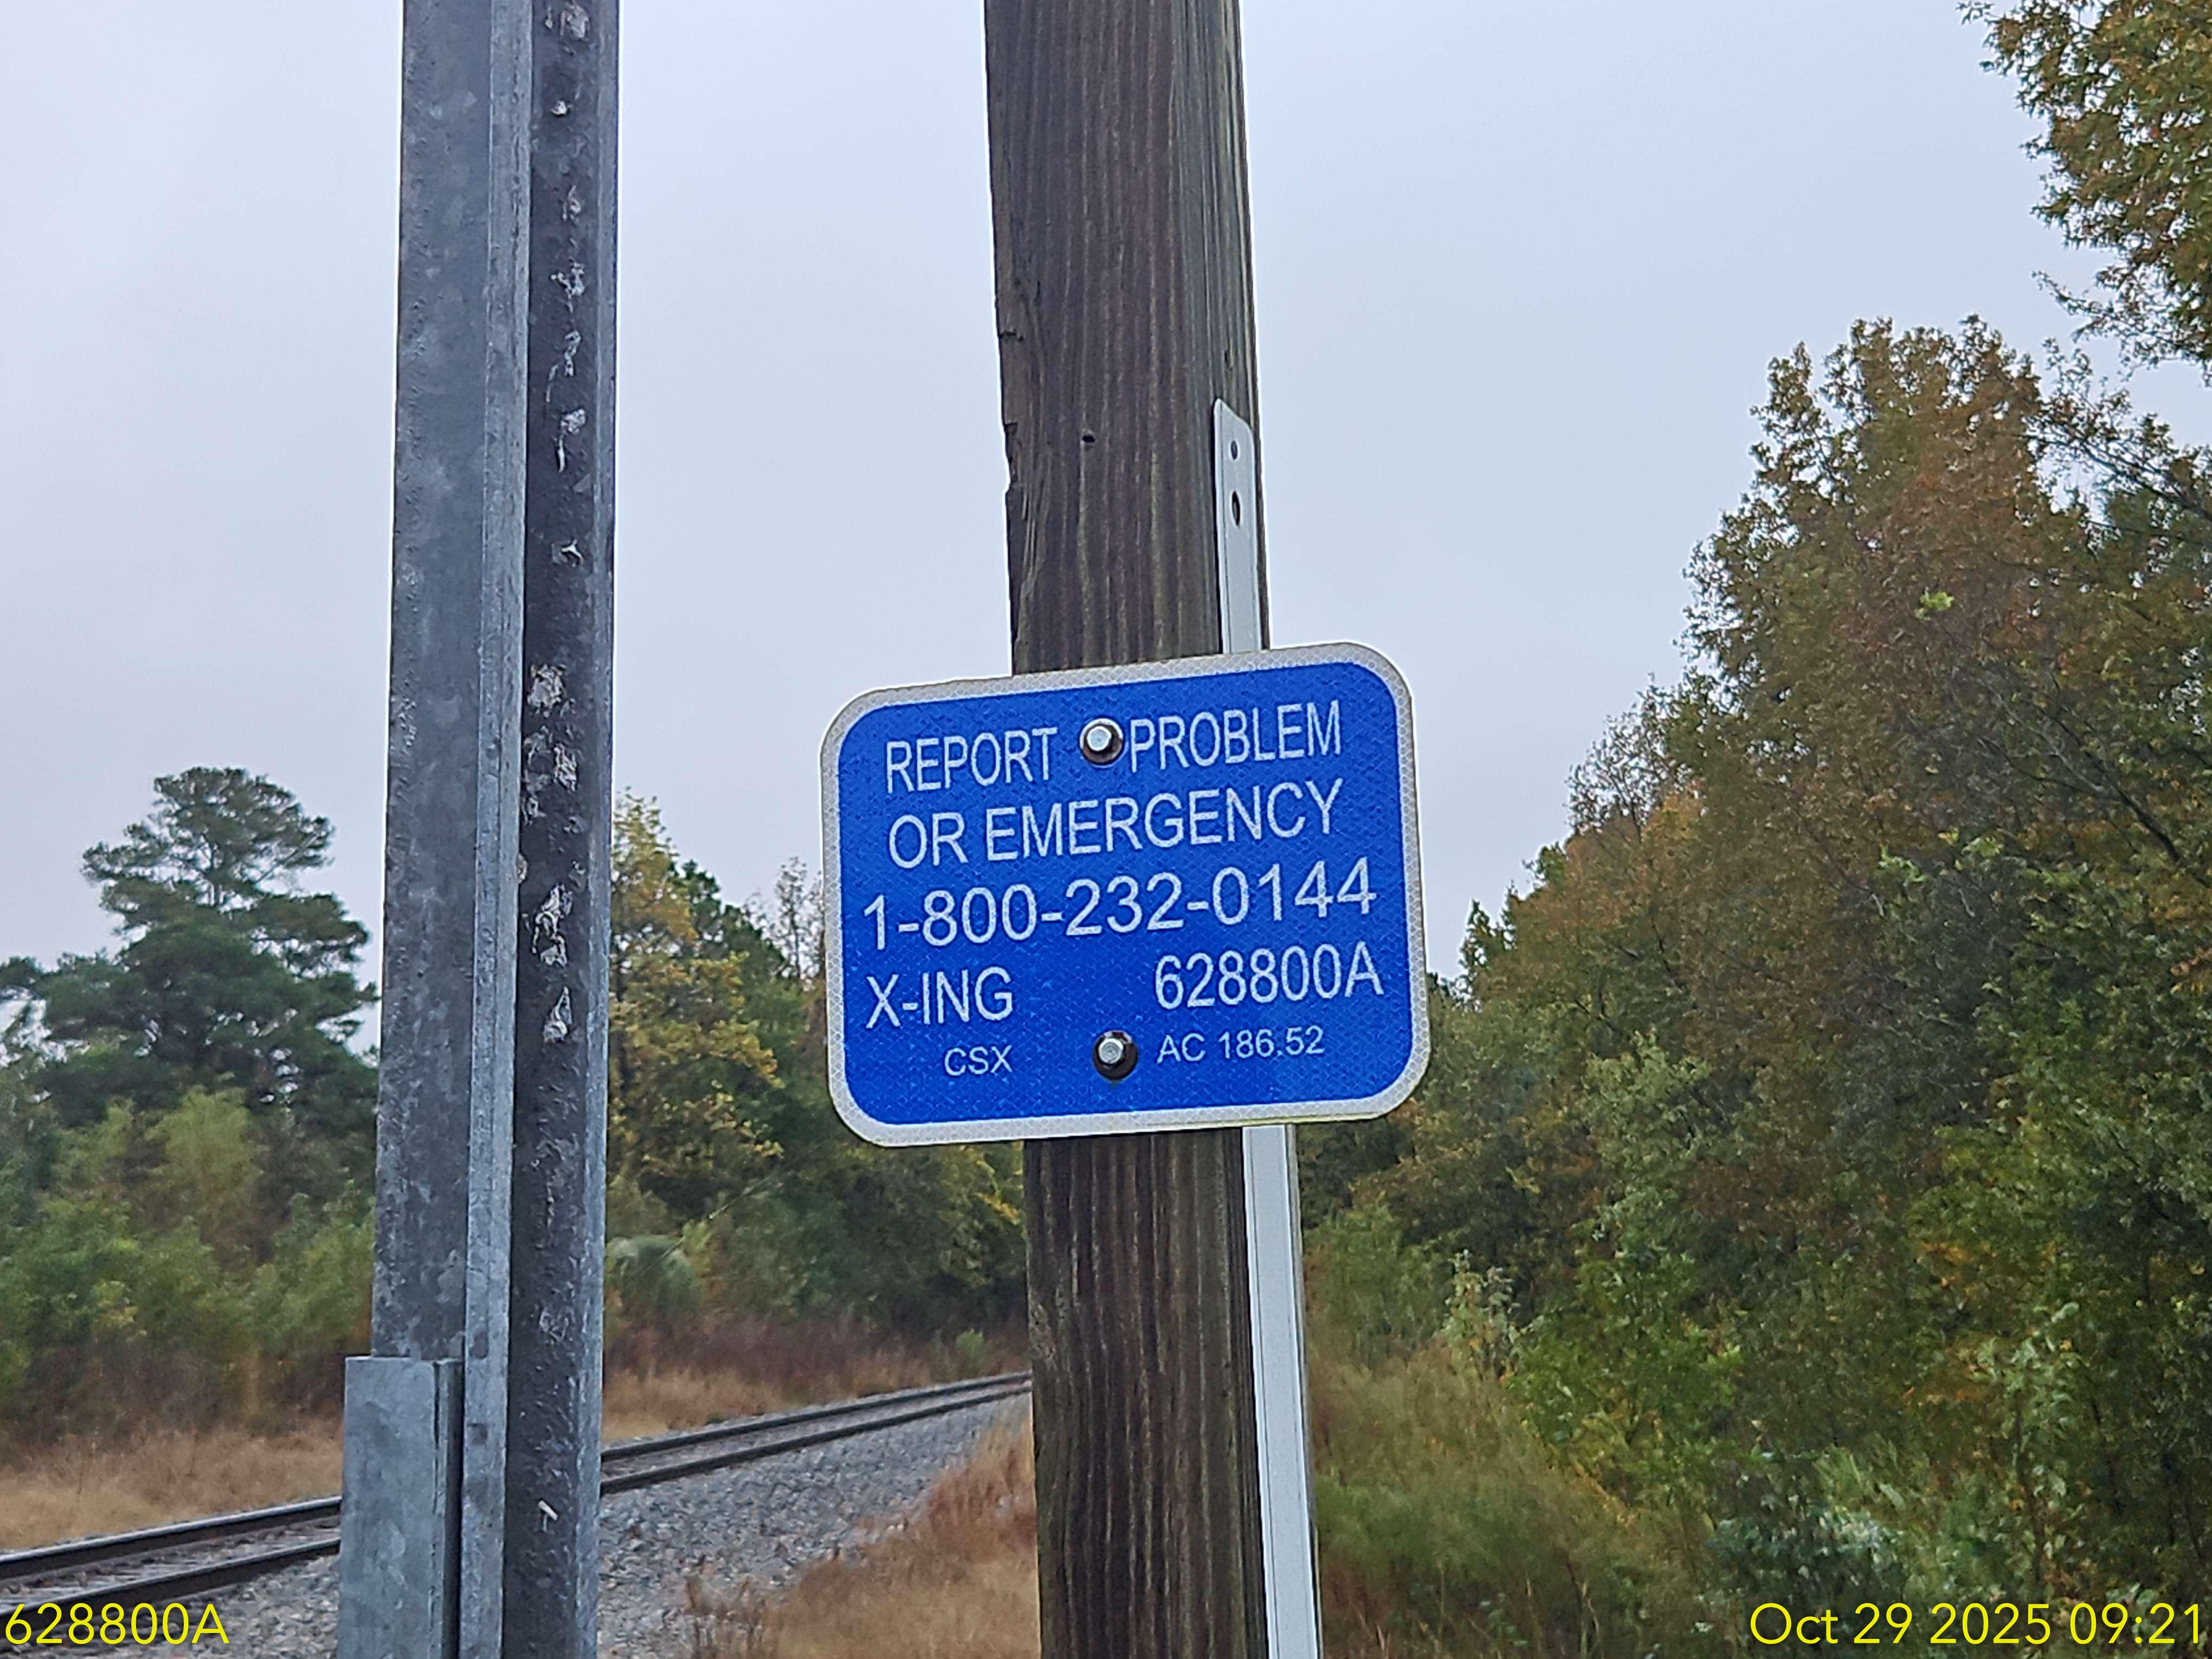 REPORT PROBLEM
OR EMERGENCY
1-800-232-0144
X-ING 628800A
CSX AC 186.52
628800A
Oct 29 2025 09:21